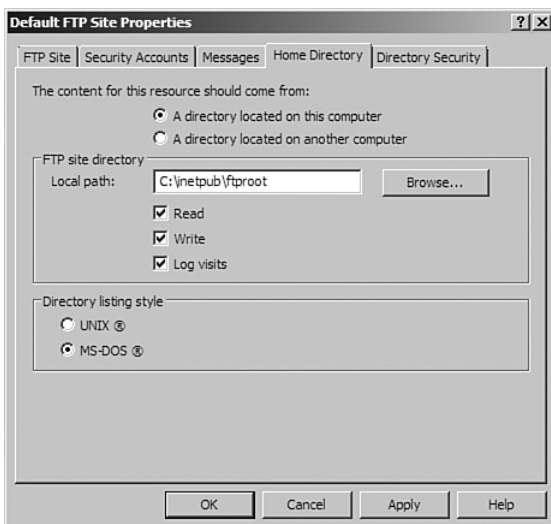 Default FTP Site Properties
FTP Site Security Accounts Messages Home Directory Directory Security
The content for this resource should come from:
A directory located on this computer
A directory located on another computer
FTP site directory
Local path: C:\inetpub\ftproot Browse...
Read
Write
Log visits
Directory listing style
UNIX ®
MS-DOS ®
OK Cancel Apply Help